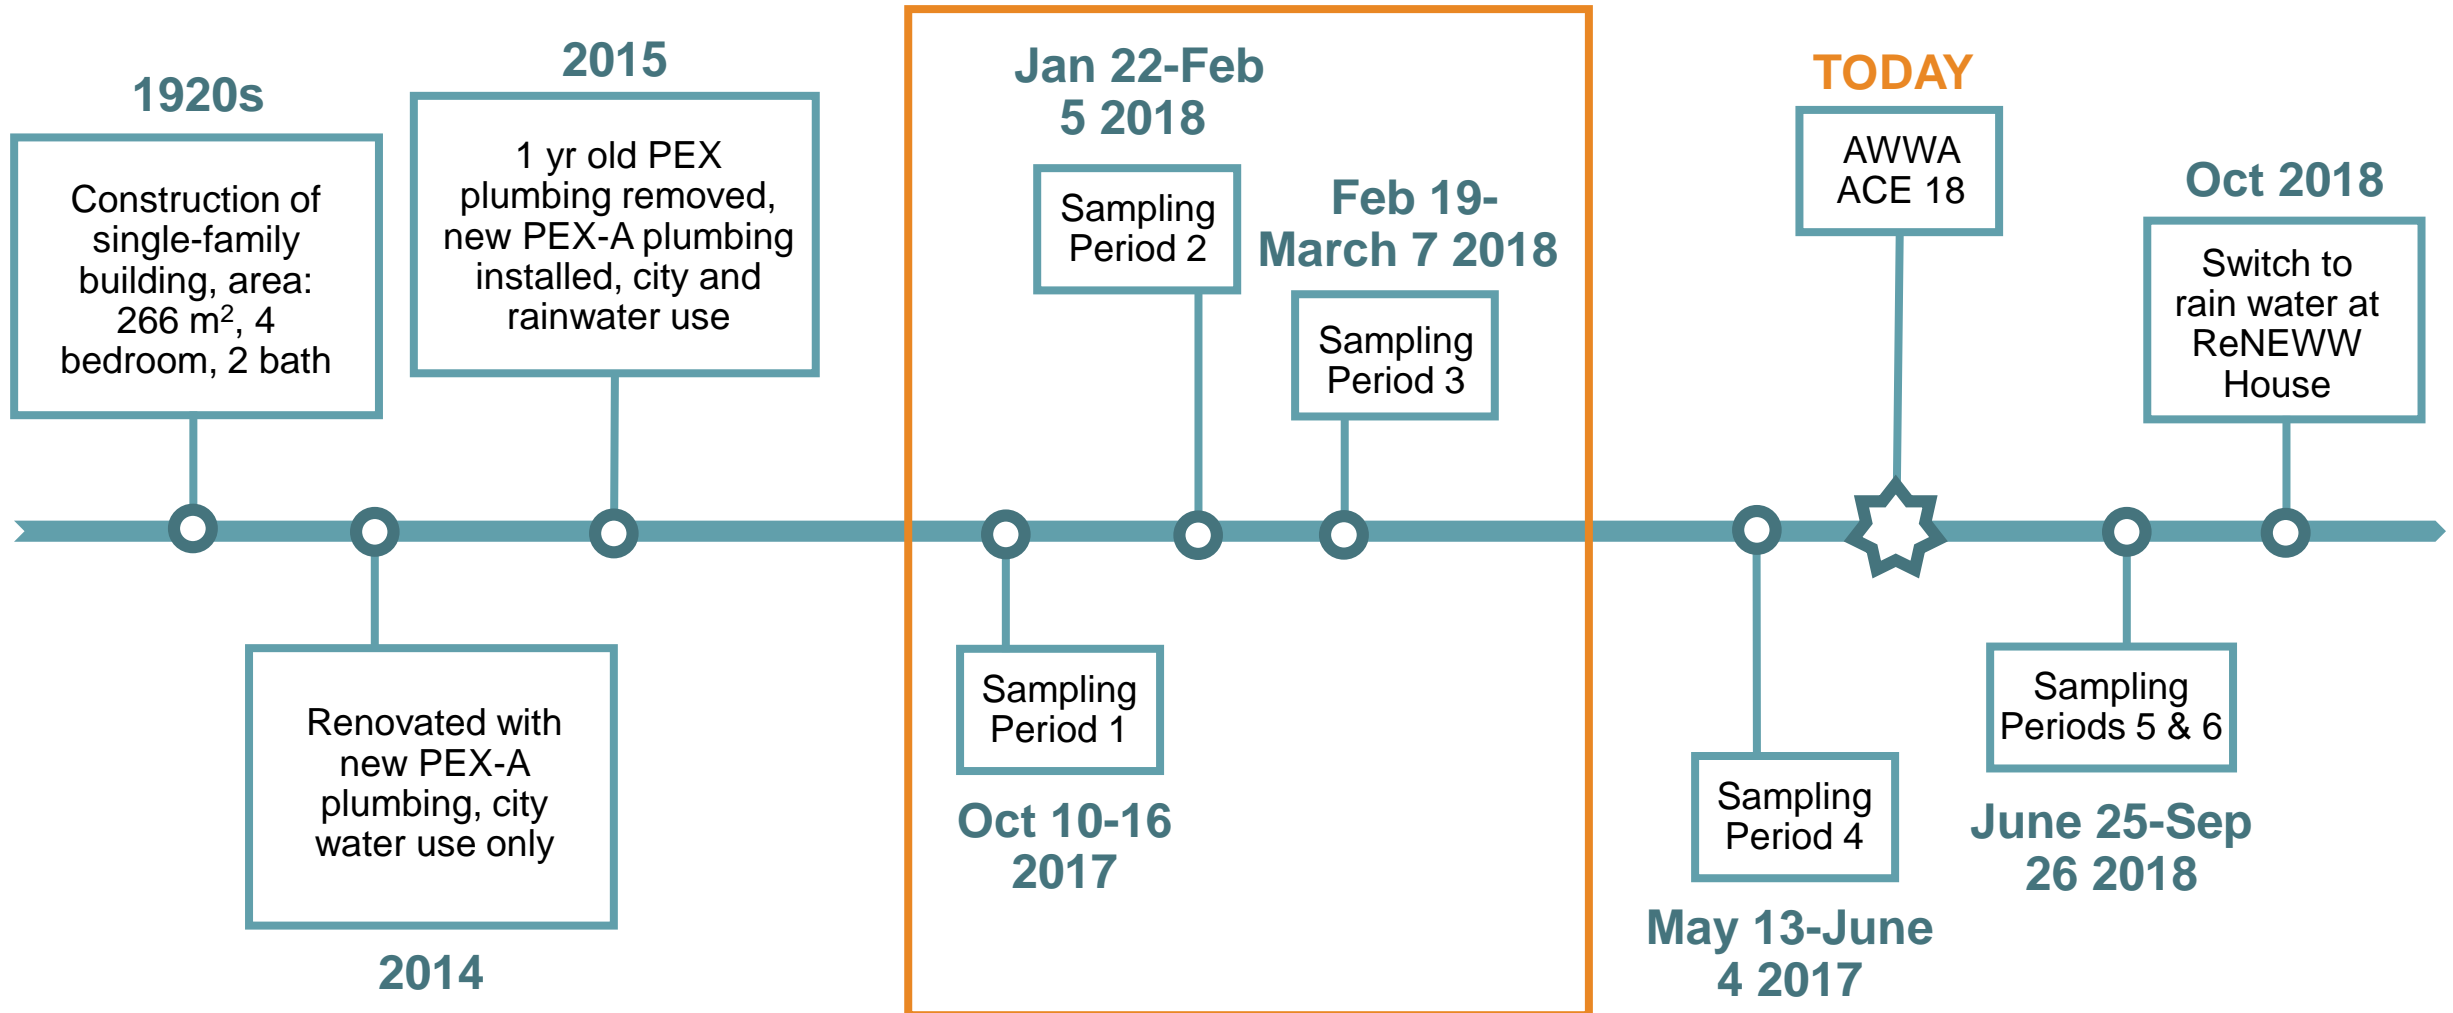 1920s
Construction of
single-family
building, area:
266 m², 4
bedroom, 2 bath
2014
Renovated with
new PEX-A
plumbing, city
water use only
2015
1 yr old PEX
plumbing removed,
new PEX-A plumbing
installed, city and
rainwater use
Oct 10-16
2017
Sampling
Period 1
Jan 22-Feb
5 2018
Sampling
Period 2
Feb 19-
March 7 2018
Sampling
Period 3
Sampling
Period 4
May 13-June
4 2017
TODAY
AWWA
ACE 18
Sampling
Periods 5 & 6
June 25-Sep
26 2018
Oct 2018
Switch to
rain water at
ReNEWW
House